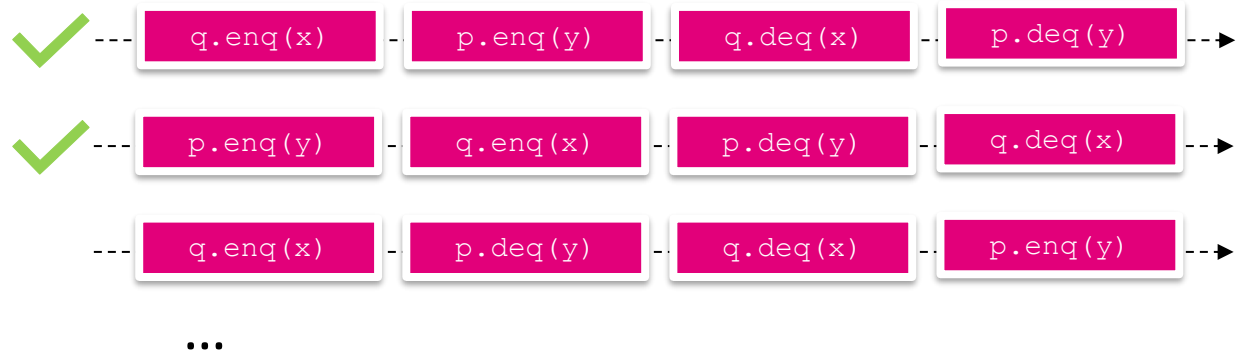 q.enq(x) p.enq(y) q.deq(x) p.deq(y)
p.enq(y) q.enq(x) p.deq(y) q.deq(x)
q.enq(x) p.deq(y) q.deq(x) p.enq(y)
...